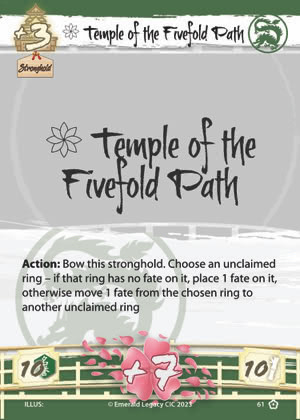 +3
Temple of the Fivefold Path
Stronghold
Temple of the
Fivefold Path
Action: Bow this stronghold. Choose an unclaimed
ring – if that ring has no fate on it, place 1 fate on it,
otherwise move 1 fate from the chosen ring to
another unclaimed ring
10
+7
10
ILLUS:
© Emerald Legacy CIC 2023
61